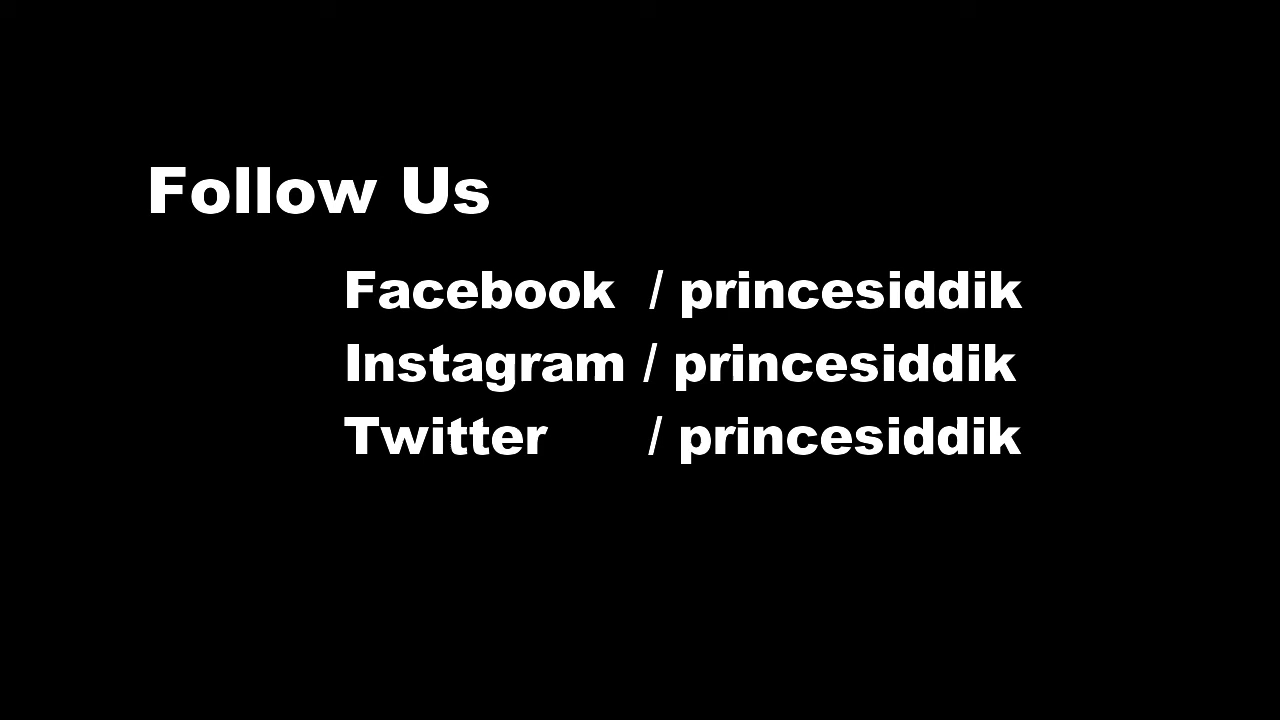 Follow Us
Facebook / princesiddik
Instagram / princesiddik
Twitter / princesiddik